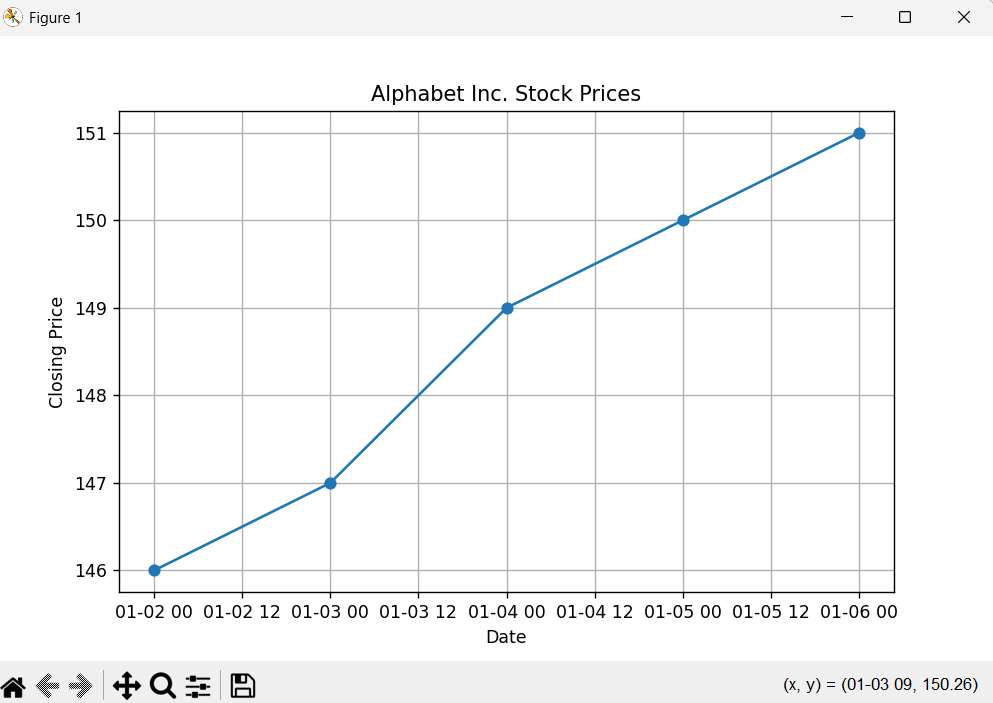 Figure 1
Alphabet Inc. Stock Prices
151
150
149
148
147
146
Closing Price
01-02 00 01-02 12 01-03 00 01-03 12 01-04 00 01-04 12 01-05 00 01-05 12 01-06 00
Date
(x, y) = (01-03 09, 150.26)